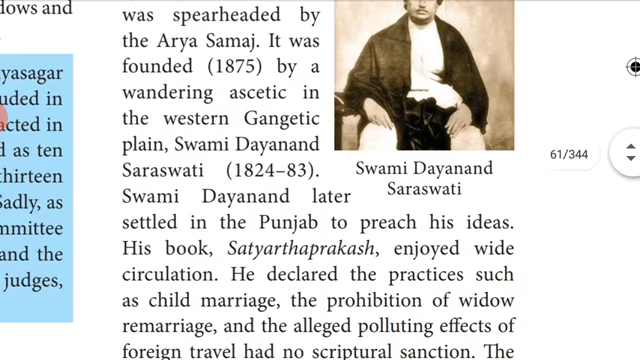 dows and
yasagar
uded in
acted in
d as ten
thirteen
Sadly, as
mmittee
and the
judges,
was spearheaded by
the Arya Samaj. It was
founded (1875) by a
wandering ascetic in
the western Gangetic
plain, Swami Dayanand
Saraswati (1824–83).
Swami Dayanand later
settled in the Punjab to preach his ideas.
His book, Satyarthaprakash, enjoyed wide
circulation. He declared the practices such
as child marriage, the prohibition of widow
remarriage, and the alleged polluting effects of
foreign travel had no scriptural sanction. The
Swami Dayanand
Saraswati
61/344